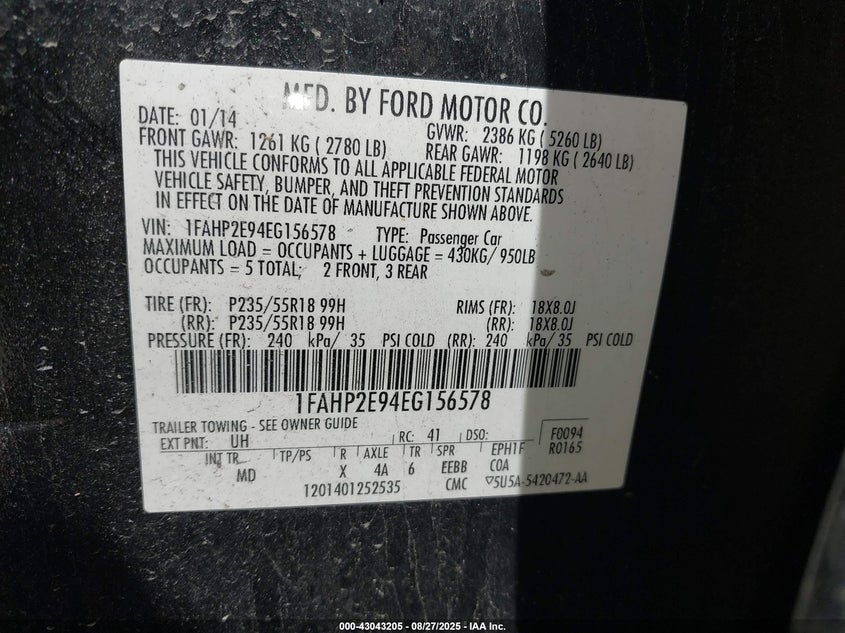 MFD. BY FORD MOTOR CO.
DATE: 01/14 GVWR: 2386 KG ( 5260 LB)
FRONT GAWR: 1261 KG ( 2780 LB) REAR GAWR: 1198 KG ( 2640 LB)
THIS VEHICLE CONFORMS TO ALL APPLICABLE FEDERAL MOTOR
VEHICLE SAFETY, BUMPER, AND THEFT PREVENTION STANDARDS
IN EFFECT ON THE DATE OF MANUFACTURE SHOWN ABOVE.
VIN: 1FAHP2E94EG156578 TYPE: Passenger Car
MAXIMUM LOAD = OCCUPANTS + LUGGAGE = 430KG/ 950LB
OCCUPANTS = 5 TOTAL; 2 FRONT, 3 REAR
TIRE (FR): P235/55R18 99H RIMS (FR): 18X8.0J
(RR): P235/55R18 99H (RR): 18X8.0J
PRESSURE (FR): 240 kPa/ 35 PSI COLD (RR): 240 kPa/ 35 PSI COLD
1FAHP2E94EG156578
TRAILER TOWING - SEE OWNER GUIDE
EXT PNT: UH RC: 41 DSO: F0094
R0165
INT TR TP/PS R AXLE TR SPR EPH1F
MD X 4A 6 EEBB COA
1201401252535 CMC ▽5U5A-5420472-AA
000-43043205 - 08/27/2025 - IAA Inc.